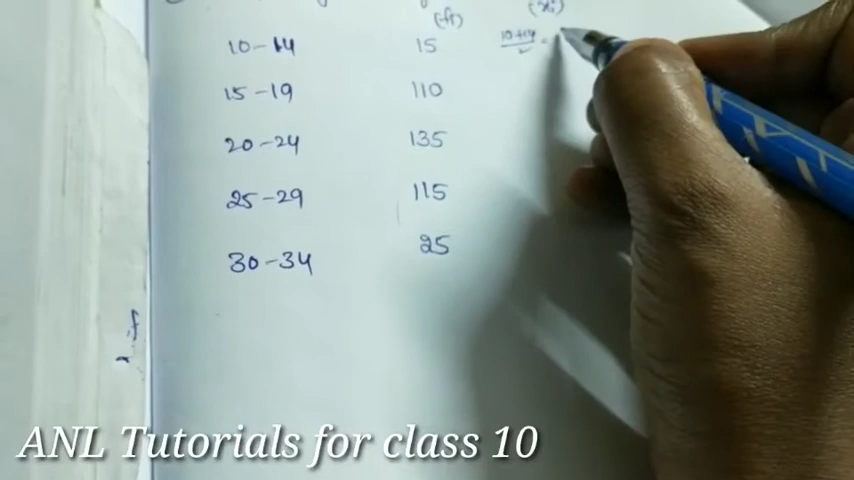 (fi) (xi)
10-14 15 10+14/2 =
15-19 110
20-24 135
25-29 115
30-34 25
ANL Tutorials for class 10